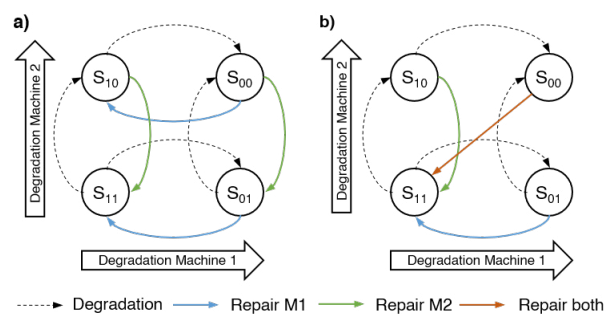 a)
b)
Degradation Machine 2
S10
S00
S11
S01
Degradation Machine 1
Degradation Machine 2
S10
S00
S11
S01
Degradation Machine 1
Degradation
Repair M1
Repair M2
Repair both